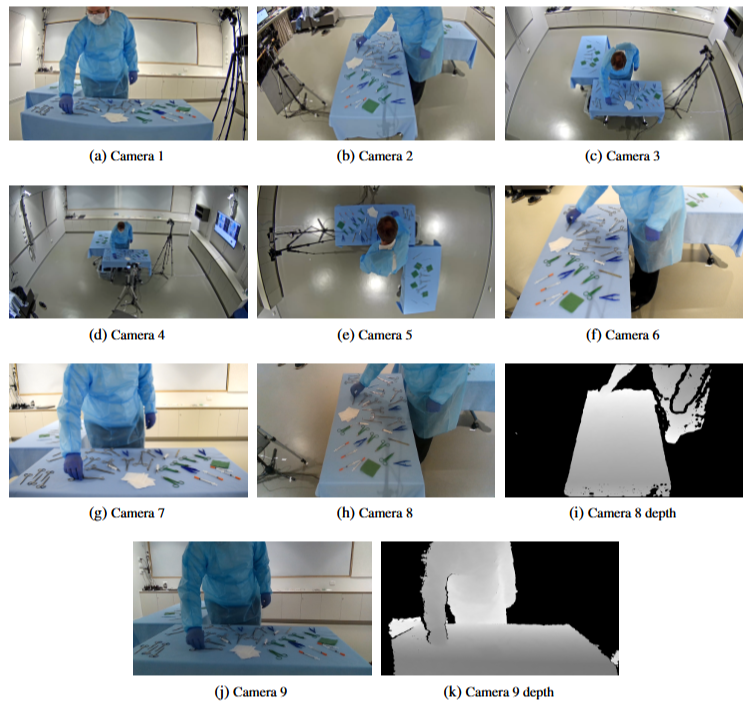 (a) Camera 1
(b) Camera 2
(c) Camera 3
(d) Camera 4
(e) Camera 5
(f) Camera 6
(g) Camera 7
(h) Camera 8
(i) Camera 8 depth
(j) Camera 9
(k) Camera 9 depth